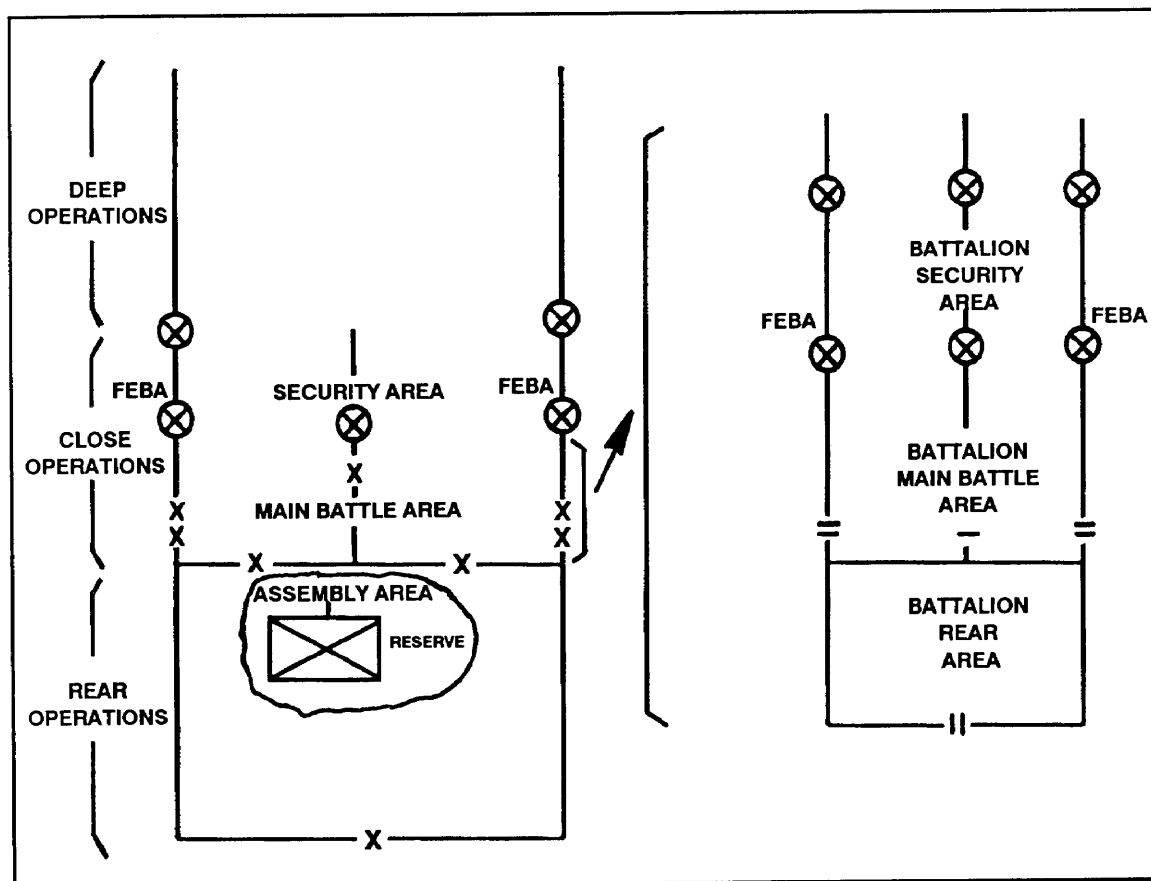 DEEP
OPERATIONS
FEBA
SECURITY AREA
FEBA
CLOSE
OPERATIONS
X
MAIN BATTLE AREA
X
X
X
X
X
X
ASSEMBLY AREA
RESERVE
REAR
OPERATIONS
X
BATTALION
SECURITY
AREA
FEBA
FEBA
BATTALION
MAIN BATTLE
AREA
BATTALION
REAR
AREA